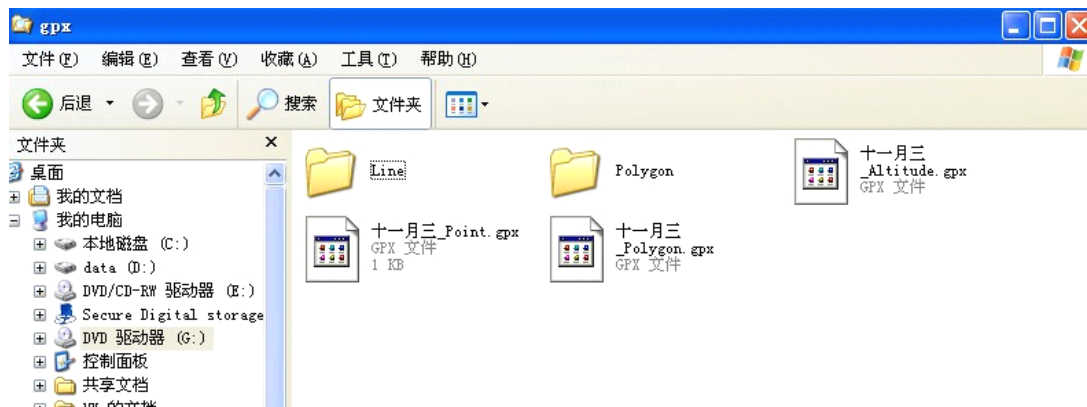 gpx
文件(F) 编辑(E) 查看(V) 收藏(A) 工具(T) 帮助(H)
后退 搜索 文件夹
文件夹
桌面
我的文档
我的电脑
本地磁盘 (C:)
data (D:)
DVD/CD-RW 驱动器 (E:)
Secure Digital storage
DVD 驱动器 (G:)
控制面板
共享文档
Line
Polygon
十一月三
_Altitude.gpx
GPX 文件
十一月三_Point.gpx
GPX 文件
1 KB
十一月三
_Polygon.gpx
GPX 文件